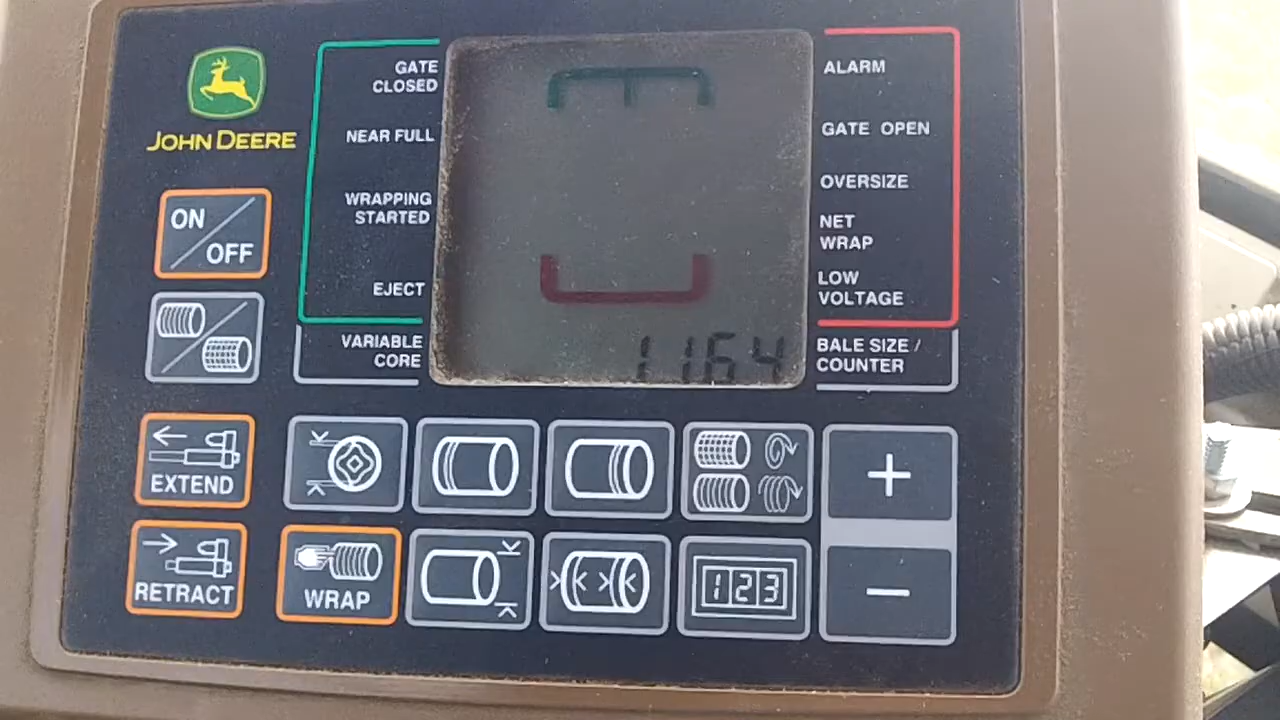 JOHN DEERE
GATE
CLOSED
NEAR FULL
WRAPPING
STARTED
EJECT
VARIABLE
CORE
ALARM
GATE OPEN
OVERSIZE
NET
WRAP
LOW
VOLTAGE
BALE SIZE /
COUNTER
1164
ON
OFF
EXTEND
RETRACT
WRAP
123
+
−